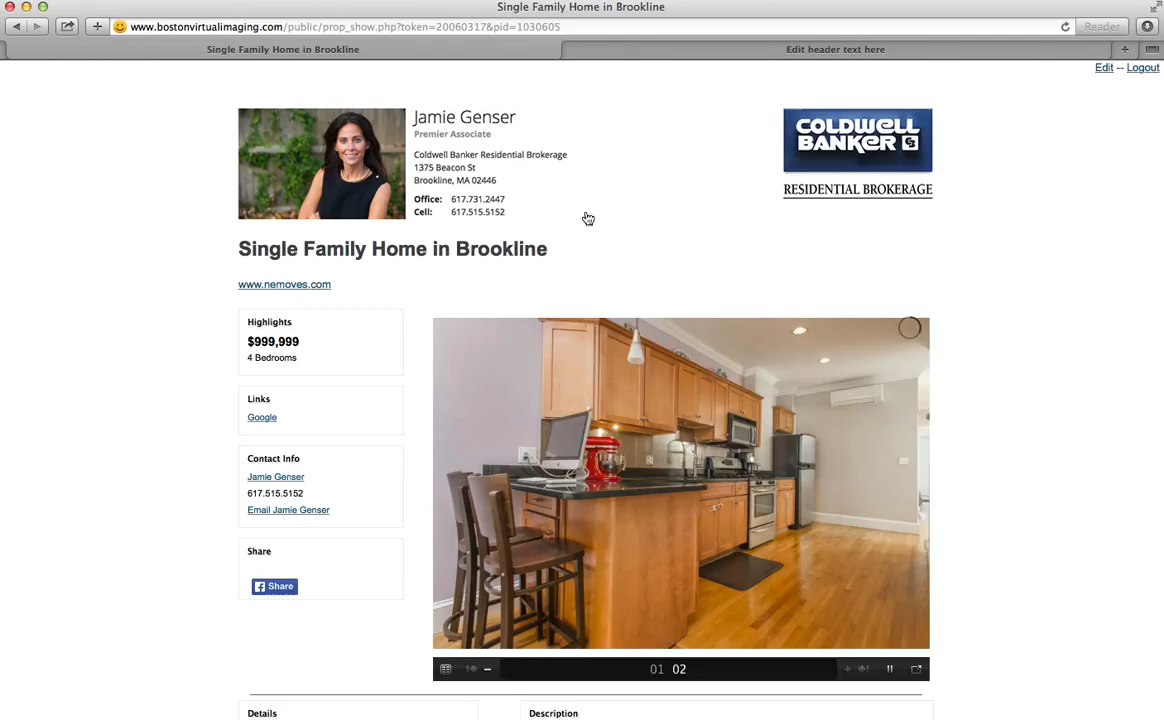 Single Family Home in Brookline
www.bostonvirtualimaging.com/public/prop_show.php?token=20060317&pid=1030605
Reader
Single Family Home in Brookline
Edit header text here
Edit -- Logout
Jamie Genser
Premier Associate
Coldwell Banker Residential Brokerage
1375 Beacon St
Brookline, MA 02446
Office: 617.731.2447
Cell: 617.515.5152
COLDWELL
BANKER
RESIDENTIAL BROKERAGE
Single Family Home in Brookline
www.nemoves.com
Highlights
$999,999
4 Bedrooms
Links
Google
Contact Info
Jamie Genser
617.515.5152
Email Jamie Genser
Share
Share
01 02
Details
Description